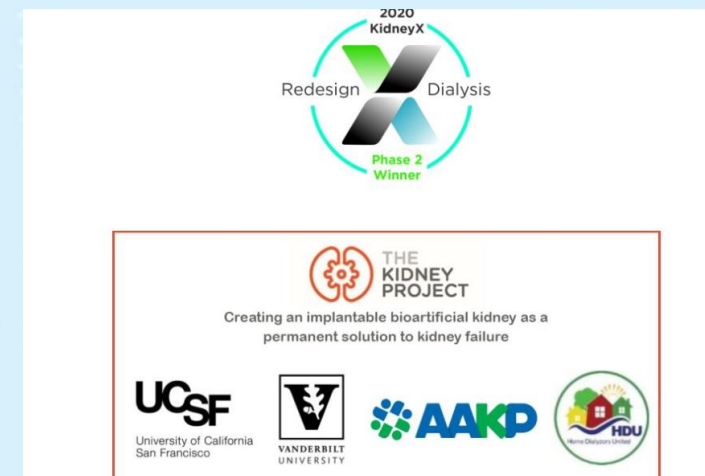 2020
KidneyX
Redesign Dialysis
Phase 2
Winner
THE
KIDNEY
PROJECT
Creating an implantable bioartificial kidney as a
permanent solution to kidney failure
UCSF
University of California
San Francisco
V
VANDERBILT
UNIVERSITY
AAKP
HDU
Home Dialyzors United